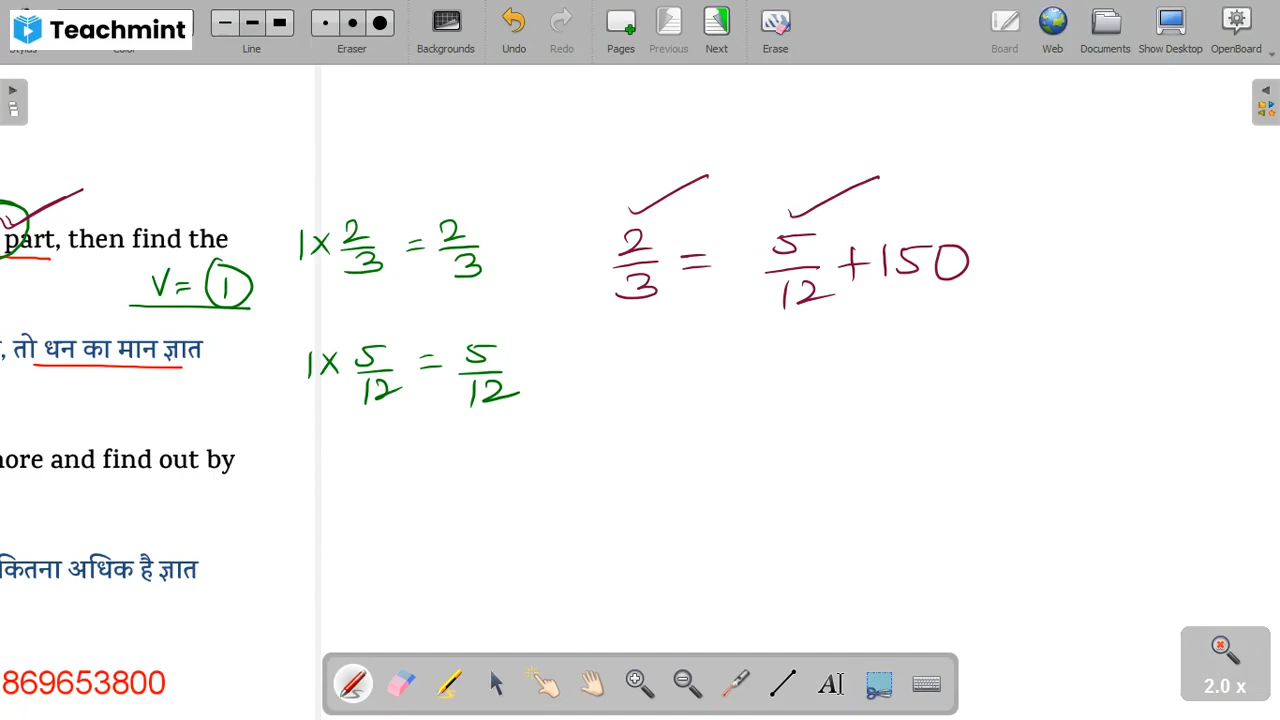 Teachmint
Line
Eraser
Backgrounds
Undo
Redo
Pages
Previous
Next
Erase
Board
Web
Documents
Show Desktop
OpenBoard
part, then find the
V = 1
, तो धन का मान ज्ञात
nore and find out by
कितना अधिक है ज्ञात
869653800
1 × 2/3 = 2/3
1 × 5/12 = 5/12
2/3 = 5/12 + 150
2.0 x